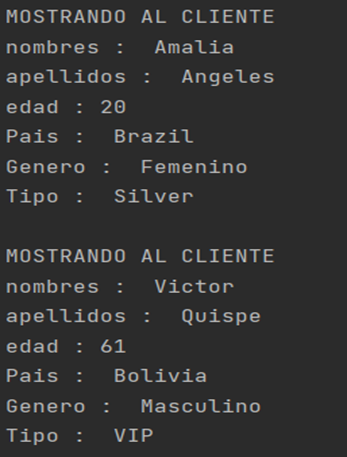 MOSTRANDO AL CLIENTE
nombres :  Amalia
apellidos :  Angeles
edad : 20
Pais :  Brazil
Genero :  Femenino
Tipo :  Silver

MOSTRANDO AL CLIENTE
nombres :  Victor
apellidos :  Quispe
edad : 61
Pais :  Bolivia
Genero :  Masculino
Tipo :  VIP